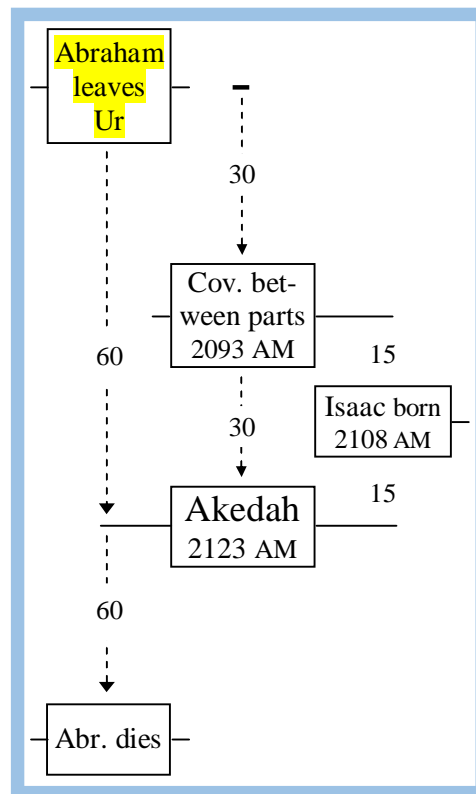 Abraham
leaves
Ur
30
Cov. bet-
ween parts
2093 AM
60
15
Isaac born
2108 AM
30
15
Akedah
2123 AM
60
Abr. dies